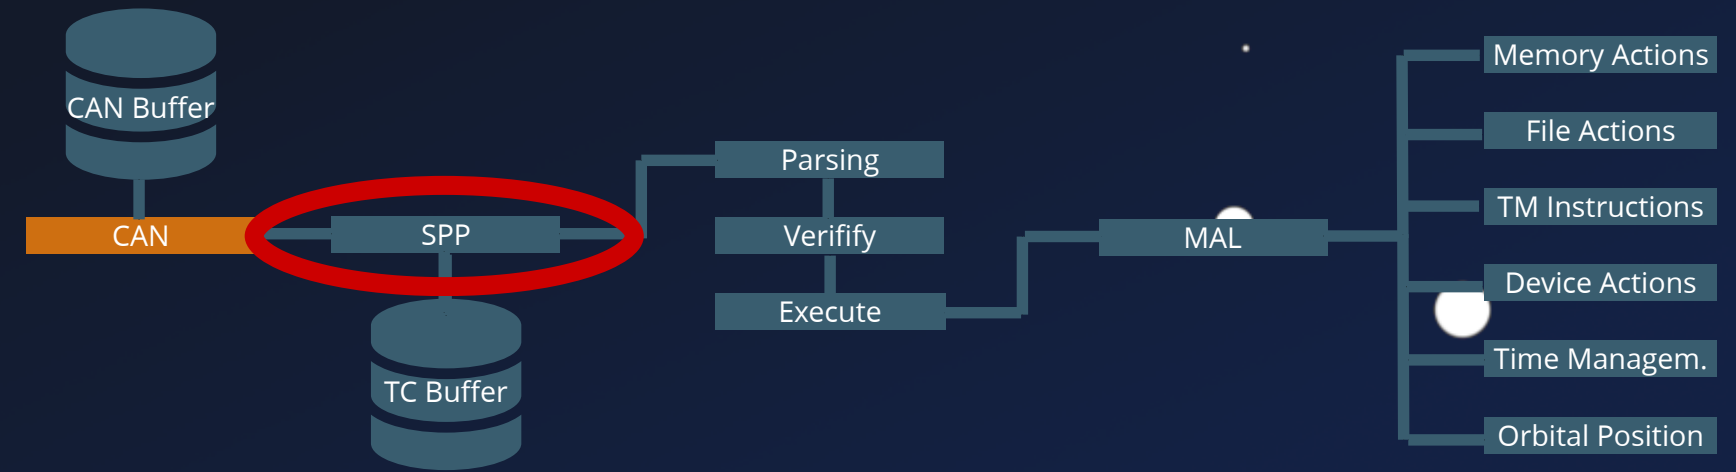 CAN Buffer
CAN
SPP
TC Buffer
Parsing
Verifify
Execute
MAL
Memory Actions
File Actions
TM Instructions
Device Actions
Time Managem.
Orbital Position